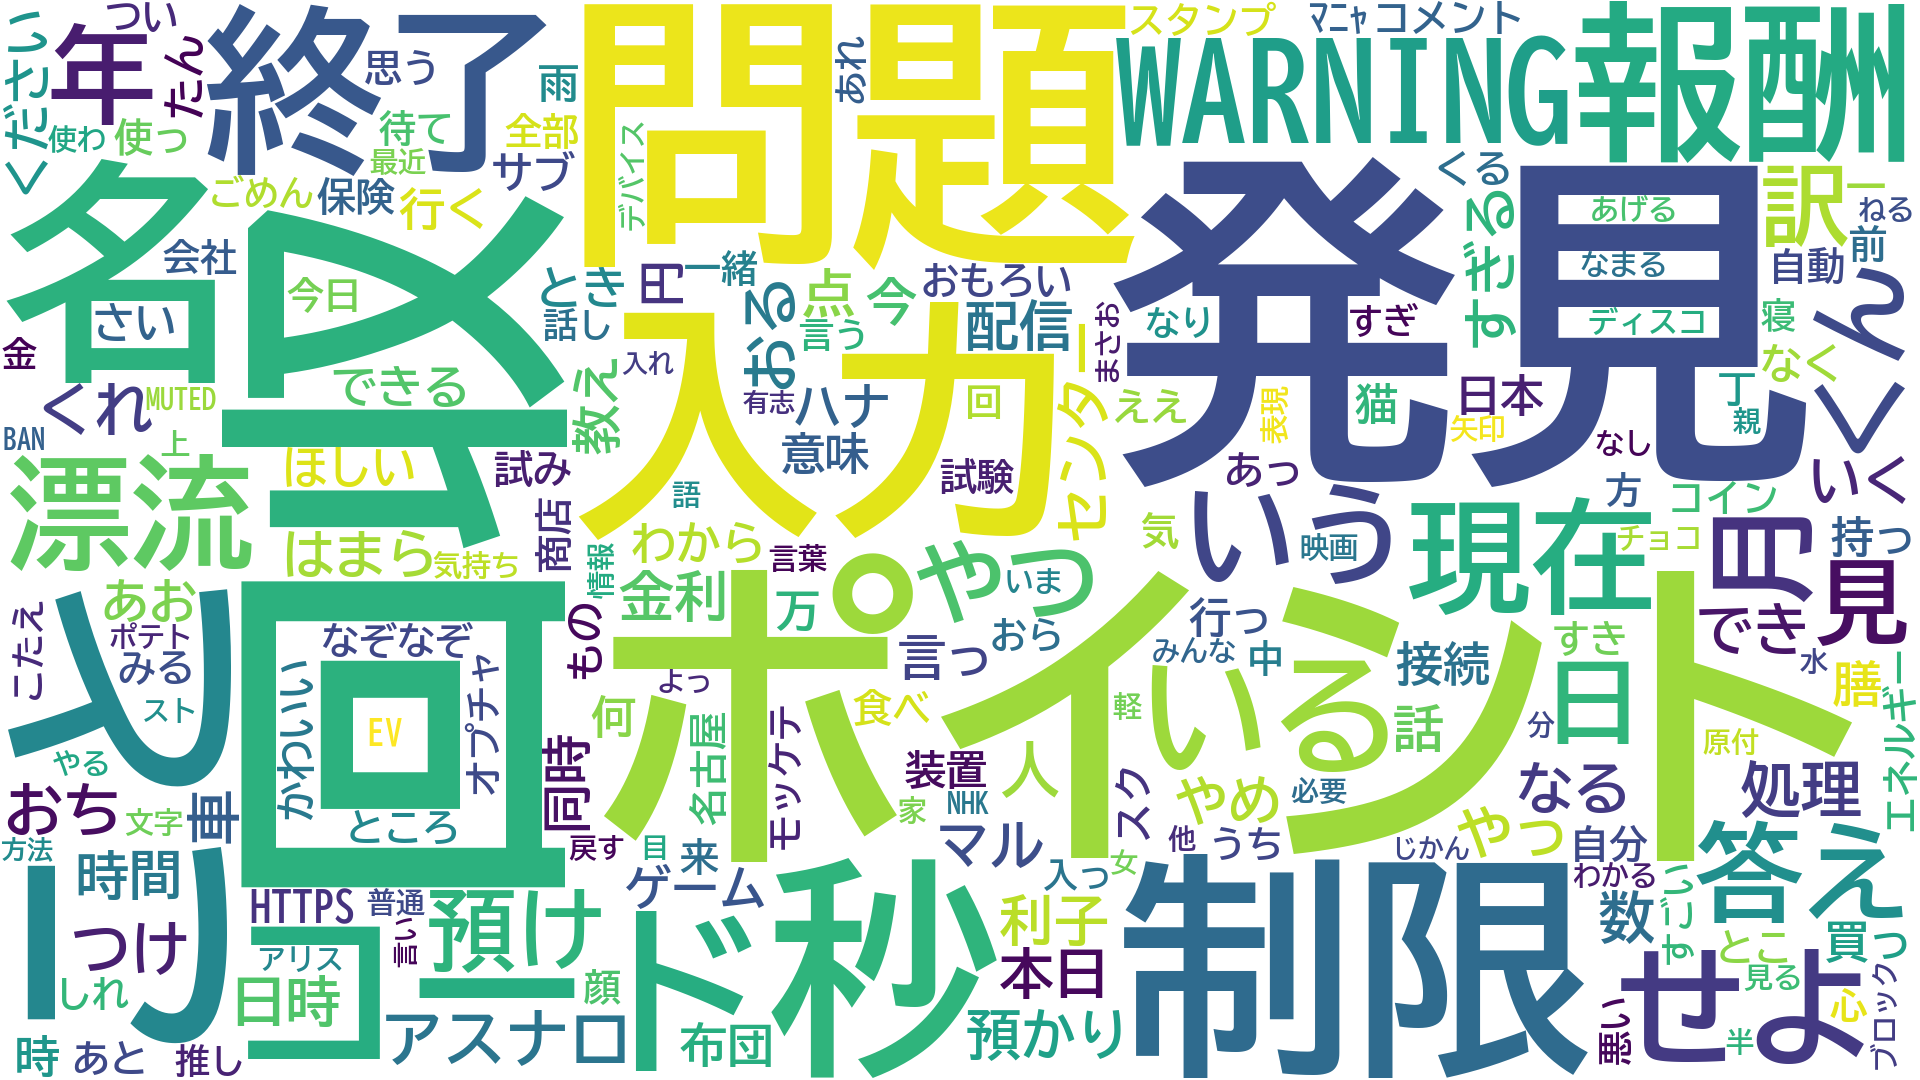 つい
くださいし
年
たん
終了
思う
雨
問題
あれ
スタンプ
マニャ
コメント
WARNING
報酬
使わ
使っ
待て
最近
全部
サブ
デバイス
名
ごめん
保険
行く
タイ
発見
くる
すぎる
訳
一
あげる
ねる
前
なまる
自動
ディスコ
ん
会社
今日
さい
とき
円
一緒
話し
おる
点
今
おもろい
言う
配信
まさお
なり
すぎ
寝
なく
金
くれ
MUTED
できる
教え
入れ
入力
有志
ハナ
意味
回
センター
ええ
表現
猫
日本
矢印
丁
親
なし
BAN
上
漂流
ほしい
試み
商店
語
試験
あっ
いう
方
コイン
いく
はまら
気持ち
情報
わから
言葉
やつ
気
映画
現在
チョコ
月
持っ
見
あお
こたえ
ポテト
みる
スト
やる
回
なぞなぞ
かわいい
EV
オプチャ
ところ
もの
金利
万
ポイント
いま
行っ
おら
言っ
みんな
中
いる
接続
すき
日
でき
水
膳
エネルギー
何
名古屋
モッケテ
食べ
軽
話
分
原付
おち
文字
車
同時
装置
人
スク
やめ
必要
なる
処理
方法
時間
戻す
目
家
来
NHK
マル
他
女
うち
じかん
やっ
自分
答え
リー
つけ
HTTPS
普通
言い
預け
ゲーム
入っ
わかる
数
すごい
とこ
買っ
しれ
アリス
日時
コード
顔
秒
利子
本日
制限
せよ
見る
心
ブロック
時
あと
推し
アスナロ
布団
預かり
悪い
半